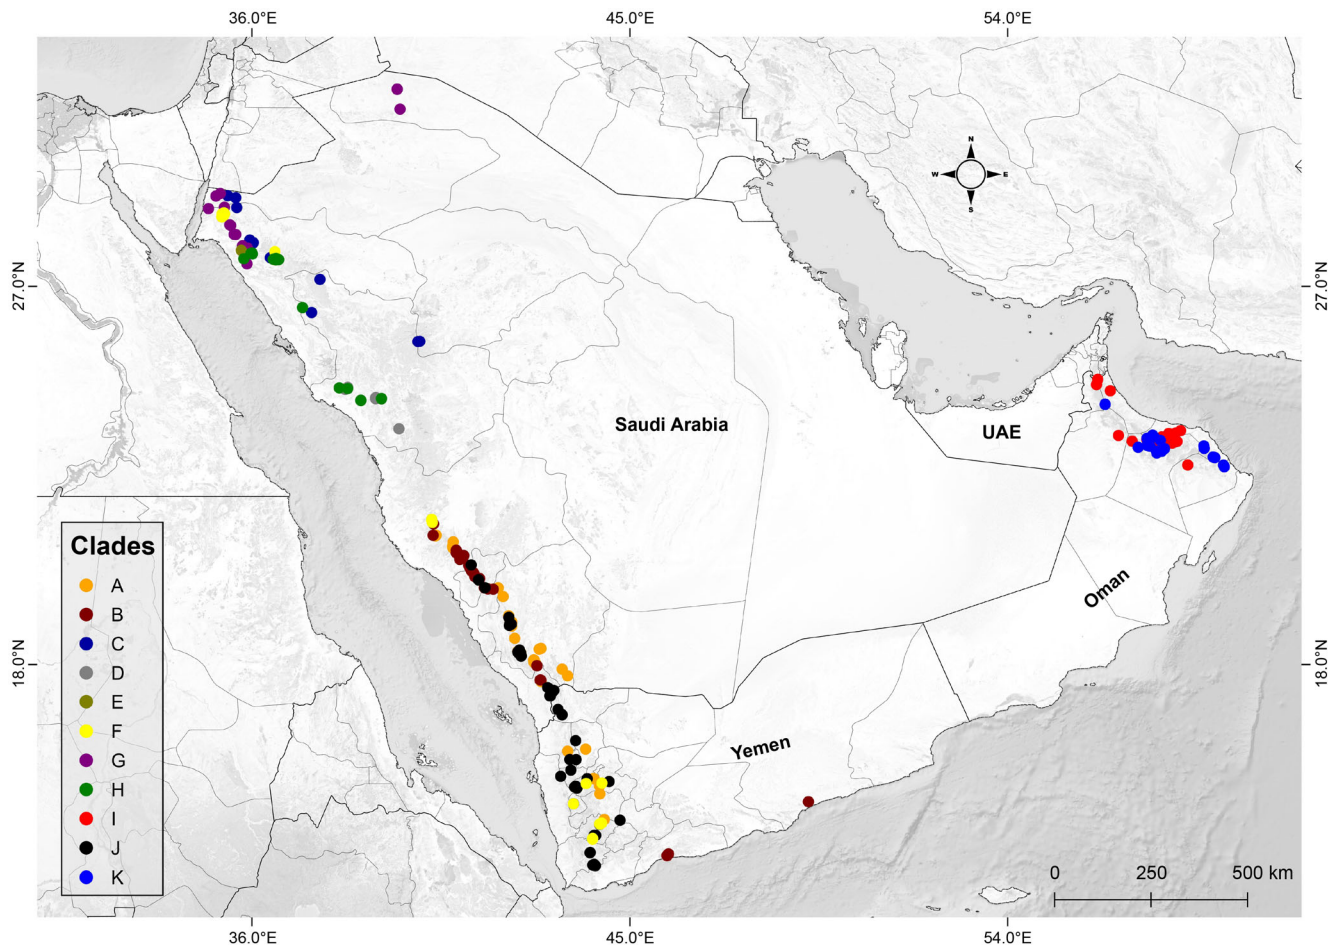 36.0°E 45.0°E 54.0°E
N
W E
S
27.0°N 27.0°N
Saudi Arabia
UAE
Clades
A
B
C
D
E
F
G
H
I
J
K
Oman
18.0°N 18.0°N
Yemen
0 250 500 km
36.0°E 45.0°E 54.0°E